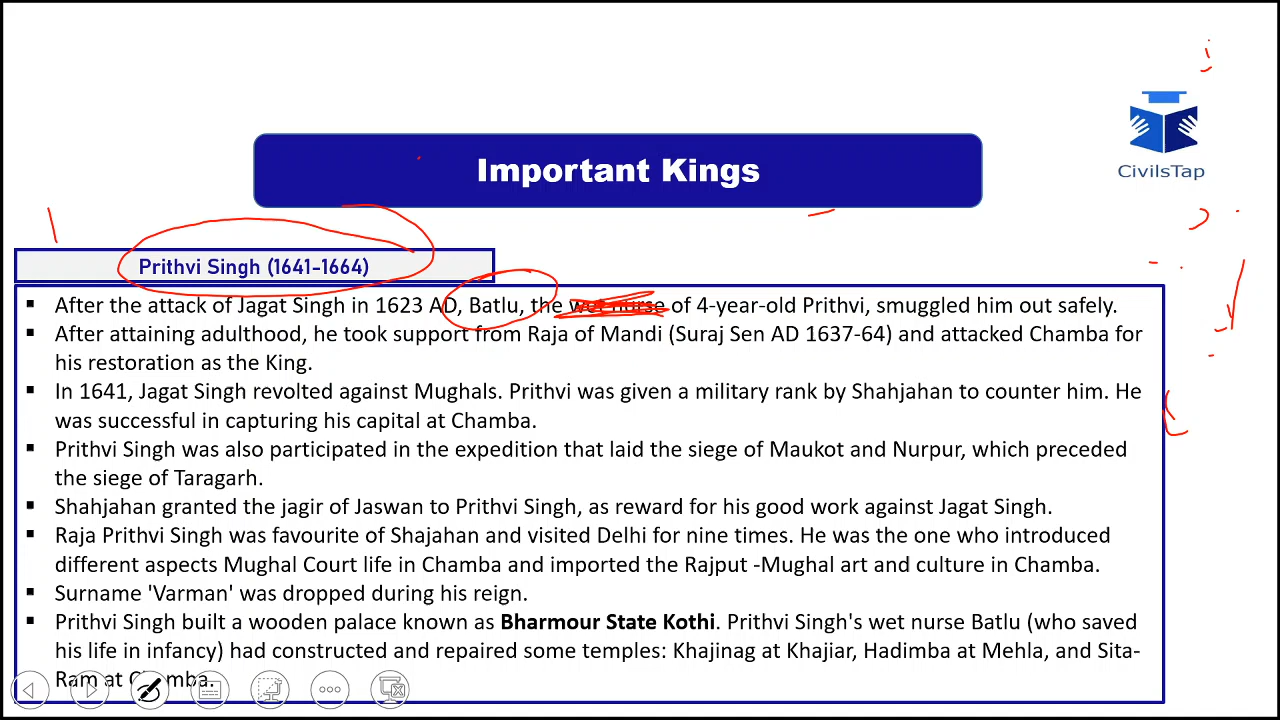 Important Kings
CivilsTap
Prithvi Singh (1641-1664)
▪ After the attack of Jagat Singh in 1623 AD, Batlu, the wet nurse of 4-year-old Prithvi, smuggled him out safely.
▪ After attaining adulthood, he took support from Raja of Mandi (Suraj Sen AD 1637-64) and attacked Chamba for
his restoration as the King.
▪ In 1641, Jagat Singh revolted against Mughals. Prithvi was given a military rank by Shahjahan to counter him. He
was successful in capturing his capital at Chamba.
▪ Prithvi Singh was also participated in the expedition that laid the siege of Maukot and Nurpur, which preceded
the siege of Taragarh.
▪ Shahjahan granted the jagir of Jaswan to Prithvi Singh, as reward for his good work against Jagat Singh.
▪ Raja Prithvi Singh was favourite of Shajahan and visited Delhi for nine times. He was the one who introduced
different aspects Mughal Court life in Chamba and imported the Rajput -Mughal art and culture in Chamba.
▪ Surname 'Varman' was dropped during his reign.
▪ Prithvi Singh built a wooden palace known as Bharmour State Kothi. Prithvi Singh's wet nurse Batlu (who saved
his life in infancy) had constructed and repaired some temples: Khajinag at Khajiar, Hadimba at Mehla, and Sita-
Ram at Chamba.